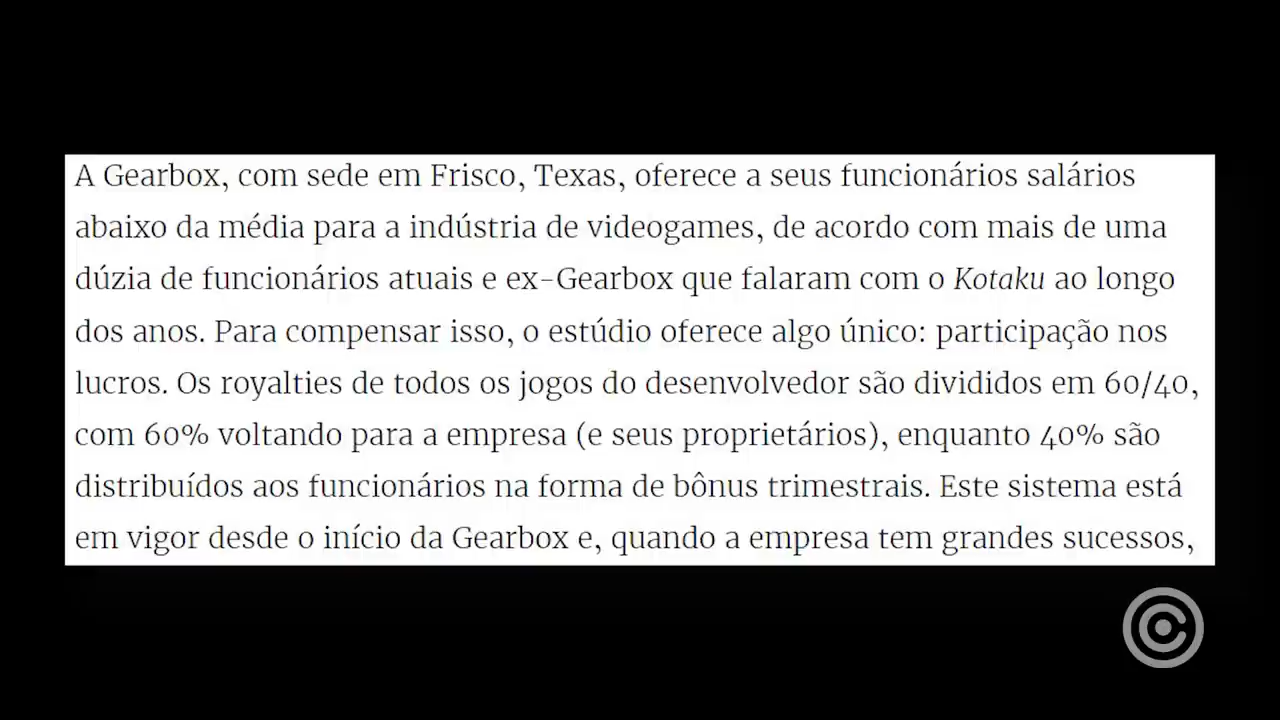 A Gearbox, com sede em Frisco, Texas, oferece a seus funcionários salários
abaixo da média para a indústria de videogames, de acordo com mais de uma
dúzia de funcionários atuais e ex-Gearbox que falaram com o Kotaku ao longo
dos anos. Para compensar isso, o estúdio oferece algo único: participação nos
lucros. Os royalties de todos os jogos do desenvolvedor são divididos em 60/40,
com 60% voltando para a empresa (e seus proprietários), enquanto 40% são
distribuídos aos funcionários na forma de bônus trimestrais. Este sistema está
em vigor desde o início da Gearbox e, quando a empresa tem grandes sucessos,